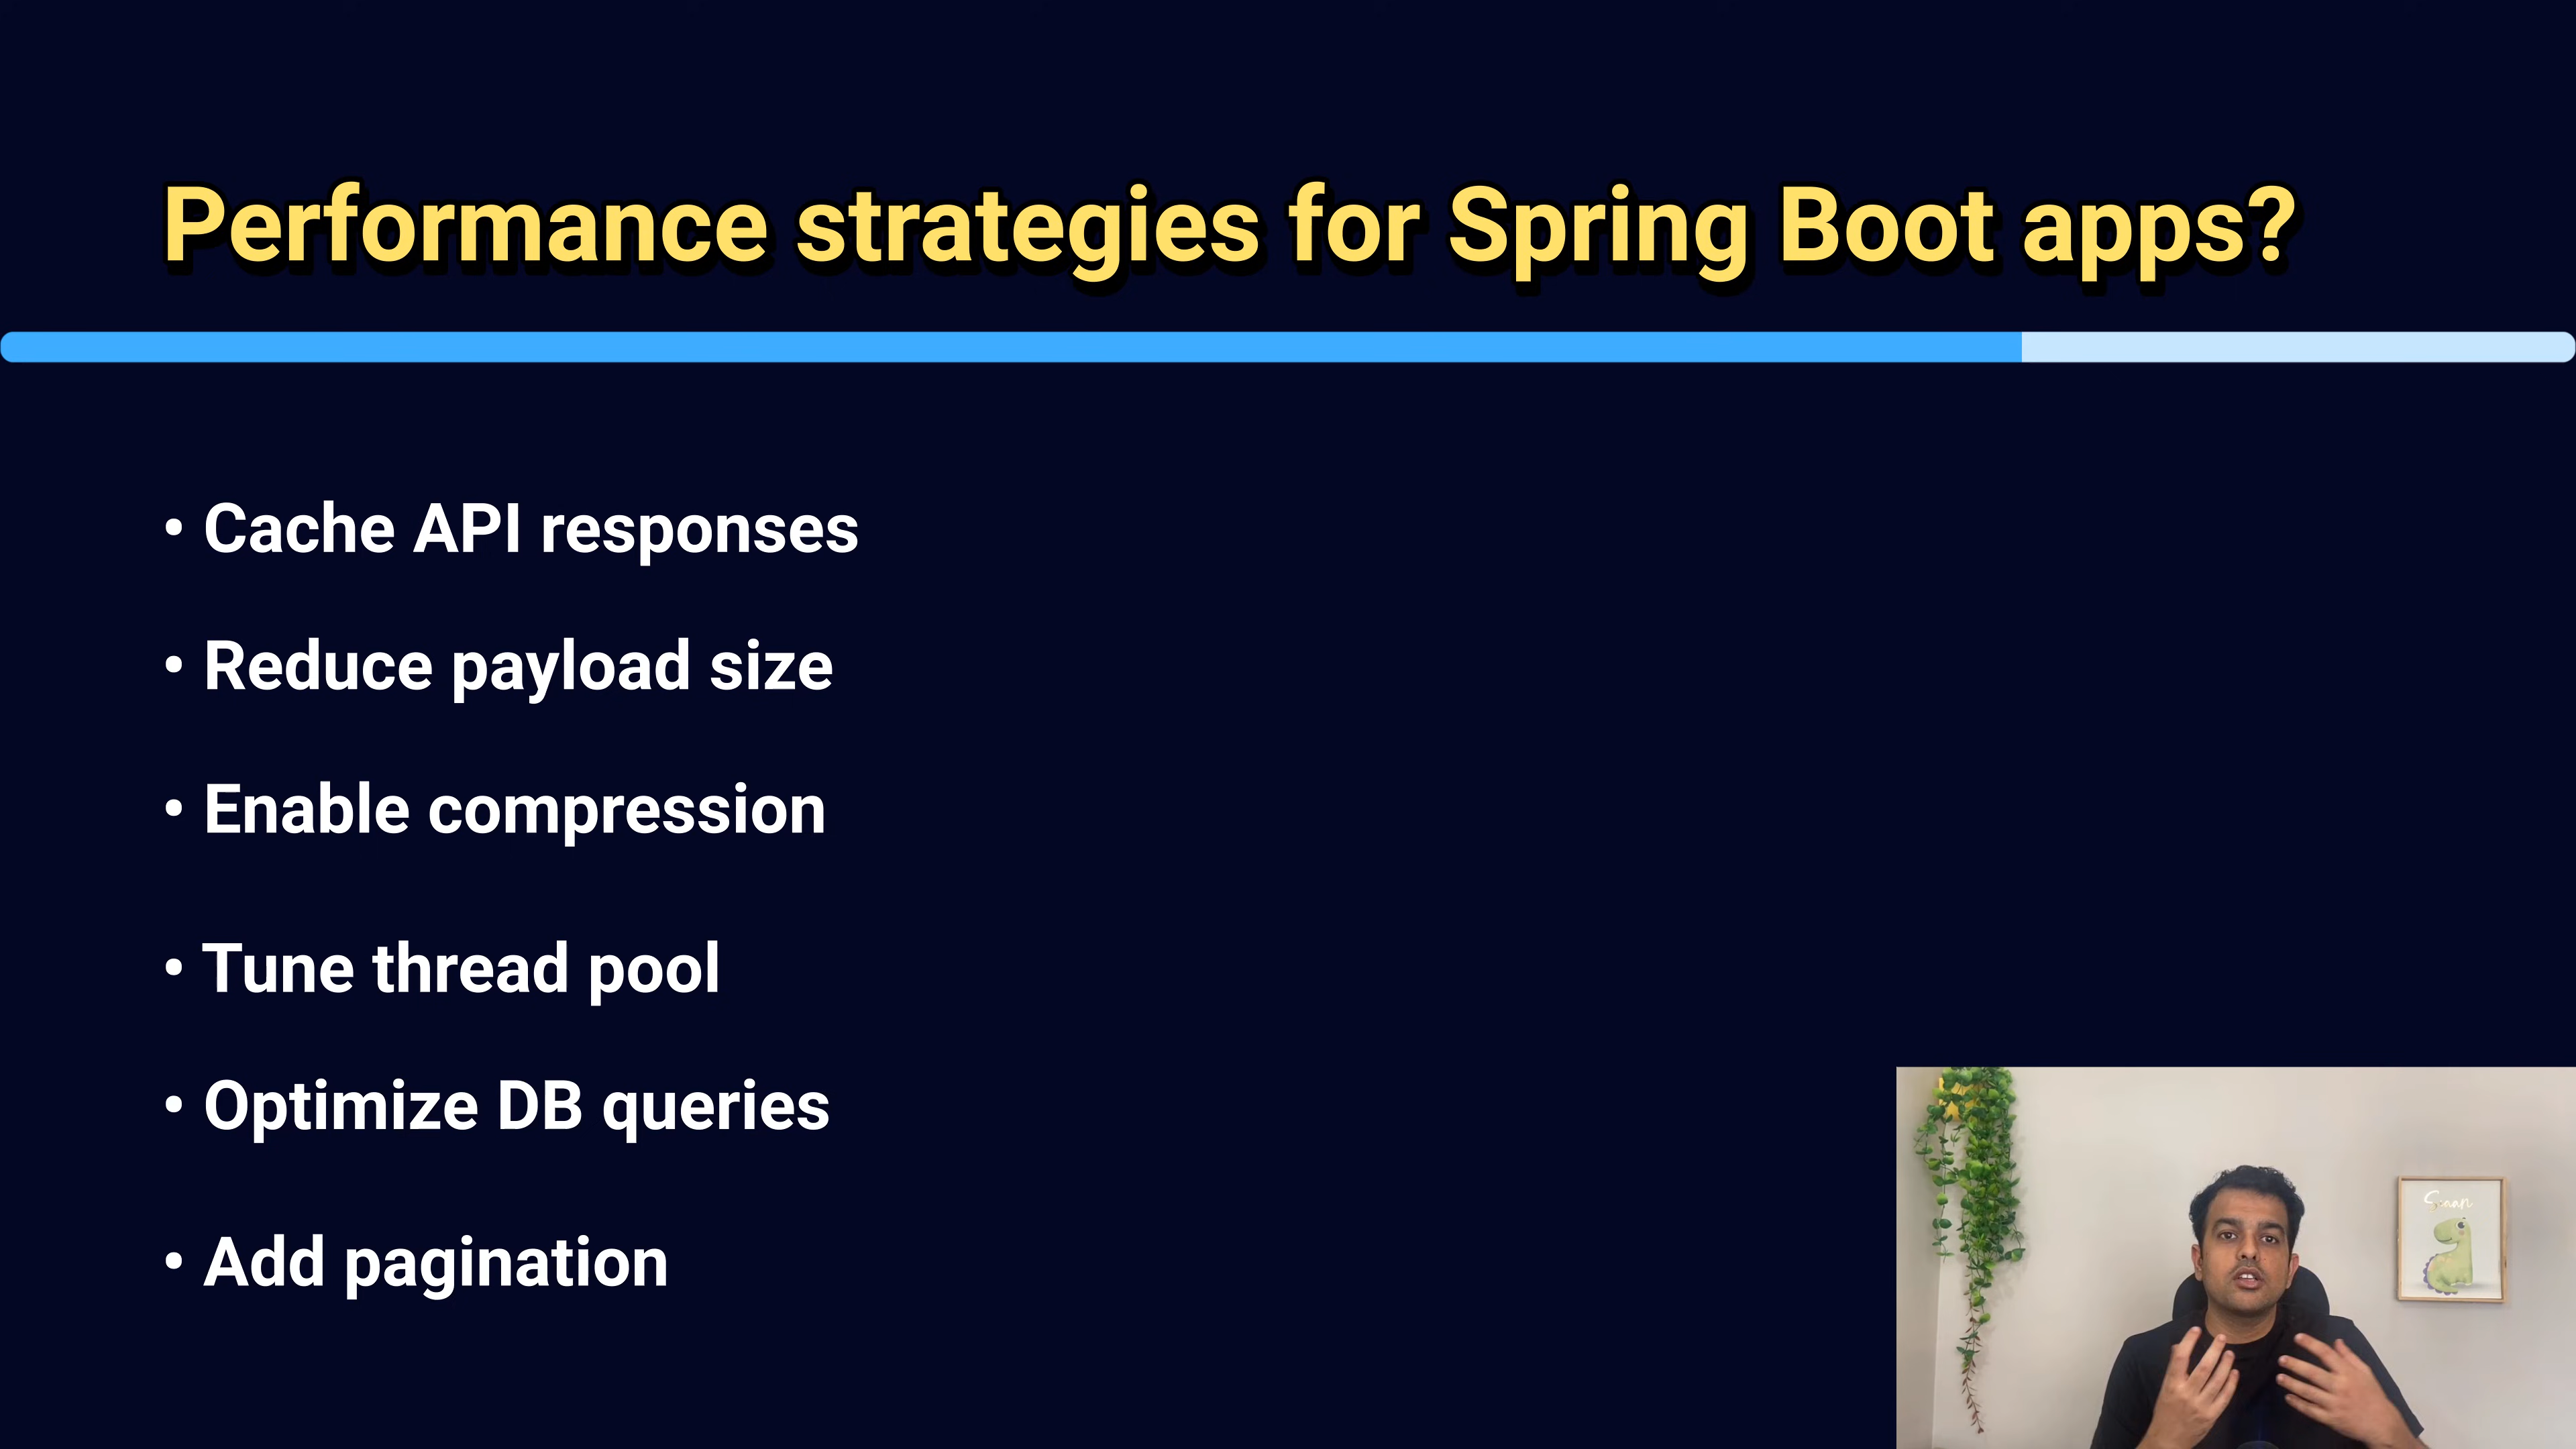 Performance strategies for Spring Boot apps?
• Cache API responses
• Reduce payload size
• Enable compression
• Tune thread pool
• Optimize DB queries
• Add pagination